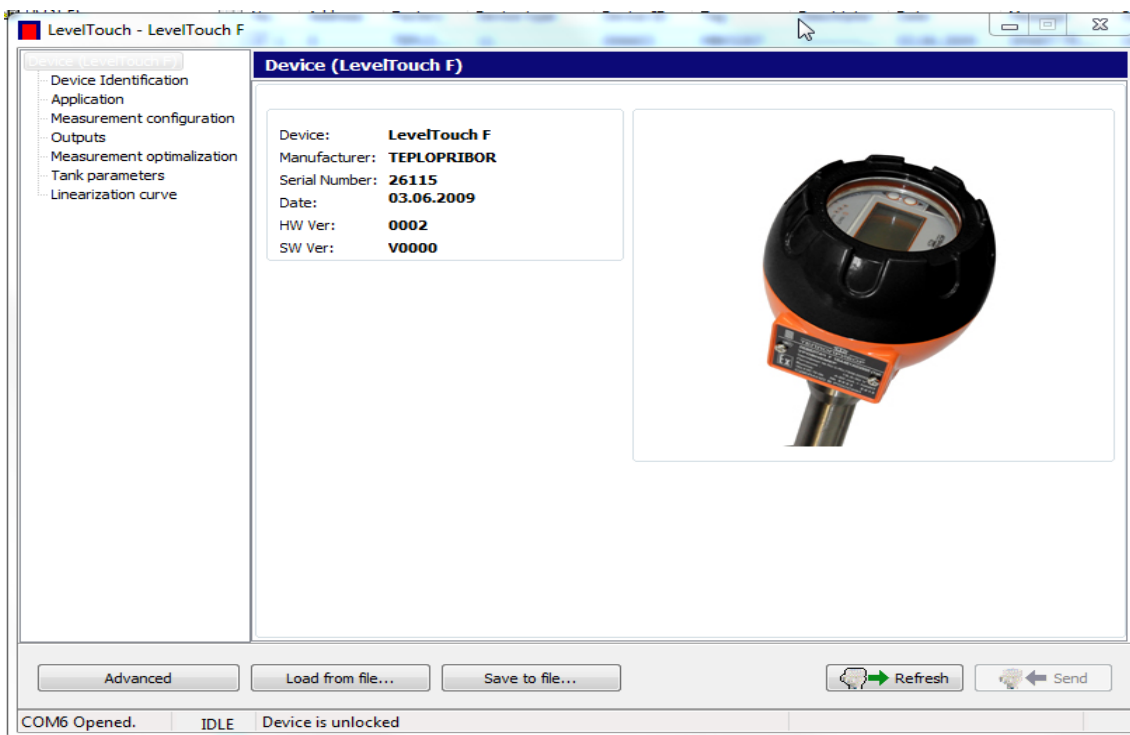 LevelTouch - LevelTouch F
Device (LevelTouch F)
Device Identification
Application
Measurement configuration
Outputs
Measurement optimalization
Tank parameters
Linearization curve
Device (LevelTouch F)
Device: LevelTouch F
Manufacturer: TEPLOPRIBOR
Serial Number: 26115
Date: 03.06.2009
HW Ver: 0002
SW Ver: V0000
Ex
Advanced
Load from file...
Save to file...
Refresh
Send
COM6 Opened.
IDLE
Device is unlocked